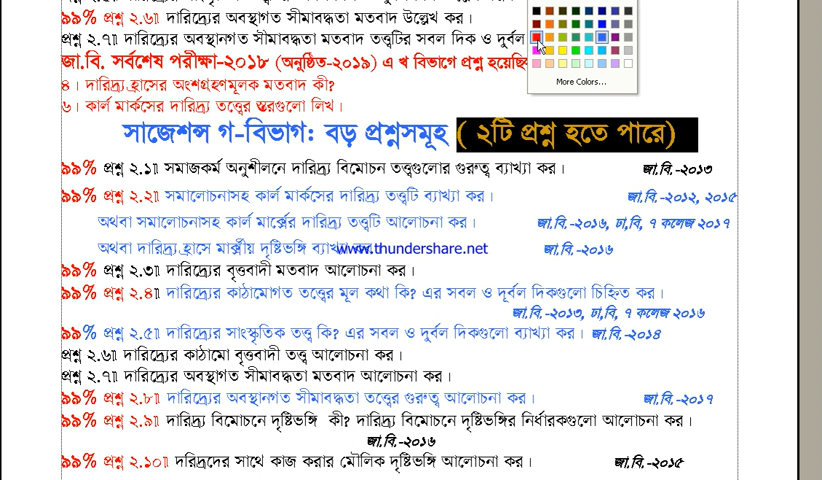 ৯৯% প্রশ্ন ২.৬॥ দারিদ্র্যের অবস্থাগত সীমাবদ্ধতা মতবাদ উল্লেখ কর।
প্রশ্ন ২.৭॥ দারিদ্র্যের অবস্থানগত সীমাবদ্ধতা মতবাদ তত্ত্বটির সবল দিক ও দুর্বল
জা.বি. সর্বশেষ পরীক্ষা-২০১৮ (অনুষ্ঠিত-২০১৯) এ খ বিভাগে প্রশ্ন হয়েছি
৪। দারিদ্য হ্রাসের অংশগ্রহণমূলক মতবাদ কী?
৬। কার্ল মার্কসের দারিদ্য তত্ত্বের স্তরগুলো লিখ।
More Colors...
সাজেশন্স গ-বিভাগ: বড় প্রশ্নসমূহ ( ২টি প্রশ্ন হতে পারে)
৯৯% প্রশ্ন ২.১॥ সমাজকর্ম অনুশীলনে দারিদ্য বিমোচন তত্ত্বগুলোর গুরুত্ব ব্যাখ্যা কর। জা.বি.-২০১৩
৯৯% প্রশ্ন ২.২॥ সমালোচনাসহ কার্ল মার্কসের দারিদ্য তত্ত্বটি ব্যাখ্যা কর। জা.বি.-২০১২, ২০১৫
অথবা সমালোচনাসহ কার্ল মার্ক্সের দারিদ্য তত্ত্বটি আলোচনা কর। জা.বি.-২০১৬, ঢা.বি. ৭ কলেজ ২০১৭
অথবা দারিদ্য হ্রাসে মার্ক্সীয় দৃষ্টিভঙ্গি www.thundershare.net জা.বি.-২০১৬
৯৯% প্রশ্ন ২.৩॥ দারিদ্র্যের বৃত্তবাদী মতবাদ আলোচনা কর।
৯৯% প্রশ্ন ২.৪॥ দারিদ্র্যের কাঠামোগত তত্ত্বের মূল কথা কি? এর সবল ও দূর্বল দিকগুলো চিহ্নিত কর।
জা.বি.-২০১৩, ঢা.বি. ৭ কলেজ ২০১৬
৯৯% প্রশ্ন ২.৫॥ দারিদ্র্যের সাংস্কৃতিক তত্ত্ব কি? এর সবল ও দুর্বল দিকগুলো ব্যাখ্যা কর। জা.বি.-২০১৪
প্রশ্ন ২.৬॥ দারিদ্র্যের কাঠামো বৃত্তবাদী তত্ত্ব আলোচনা কর।
প্রশ্ন ২.৭॥ দারিদ্র্যের অবস্থাগত সীমাবদ্ধতা মতবাদ আলোচনা কর।
৯৯% প্রশ্ন ২.৮॥ দারিদ্র্যের অবস্থানগত সীমাবদ্ধতা তত্ত্বের গুরুত্ব আলোচনা কর। জা.বি.-২০১৭
৯৯% প্রশ্ন ২.৯॥ দারিদ্য বিমোচনে দৃষ্টিভঙ্গি কী? দারিদ্য বিমোচনে দৃষ্টিভঙ্গির নির্ধারকগুলো আলোচনা কর।
জা.বি.-২০১৬
৯৯% প্রশ্ন ২.১০॥ দরিদ্রদের সাথে কাজ করার মৌলিক দৃষ্টিভঙ্গি আলোচনা কর। জা.বি.-২০১৫